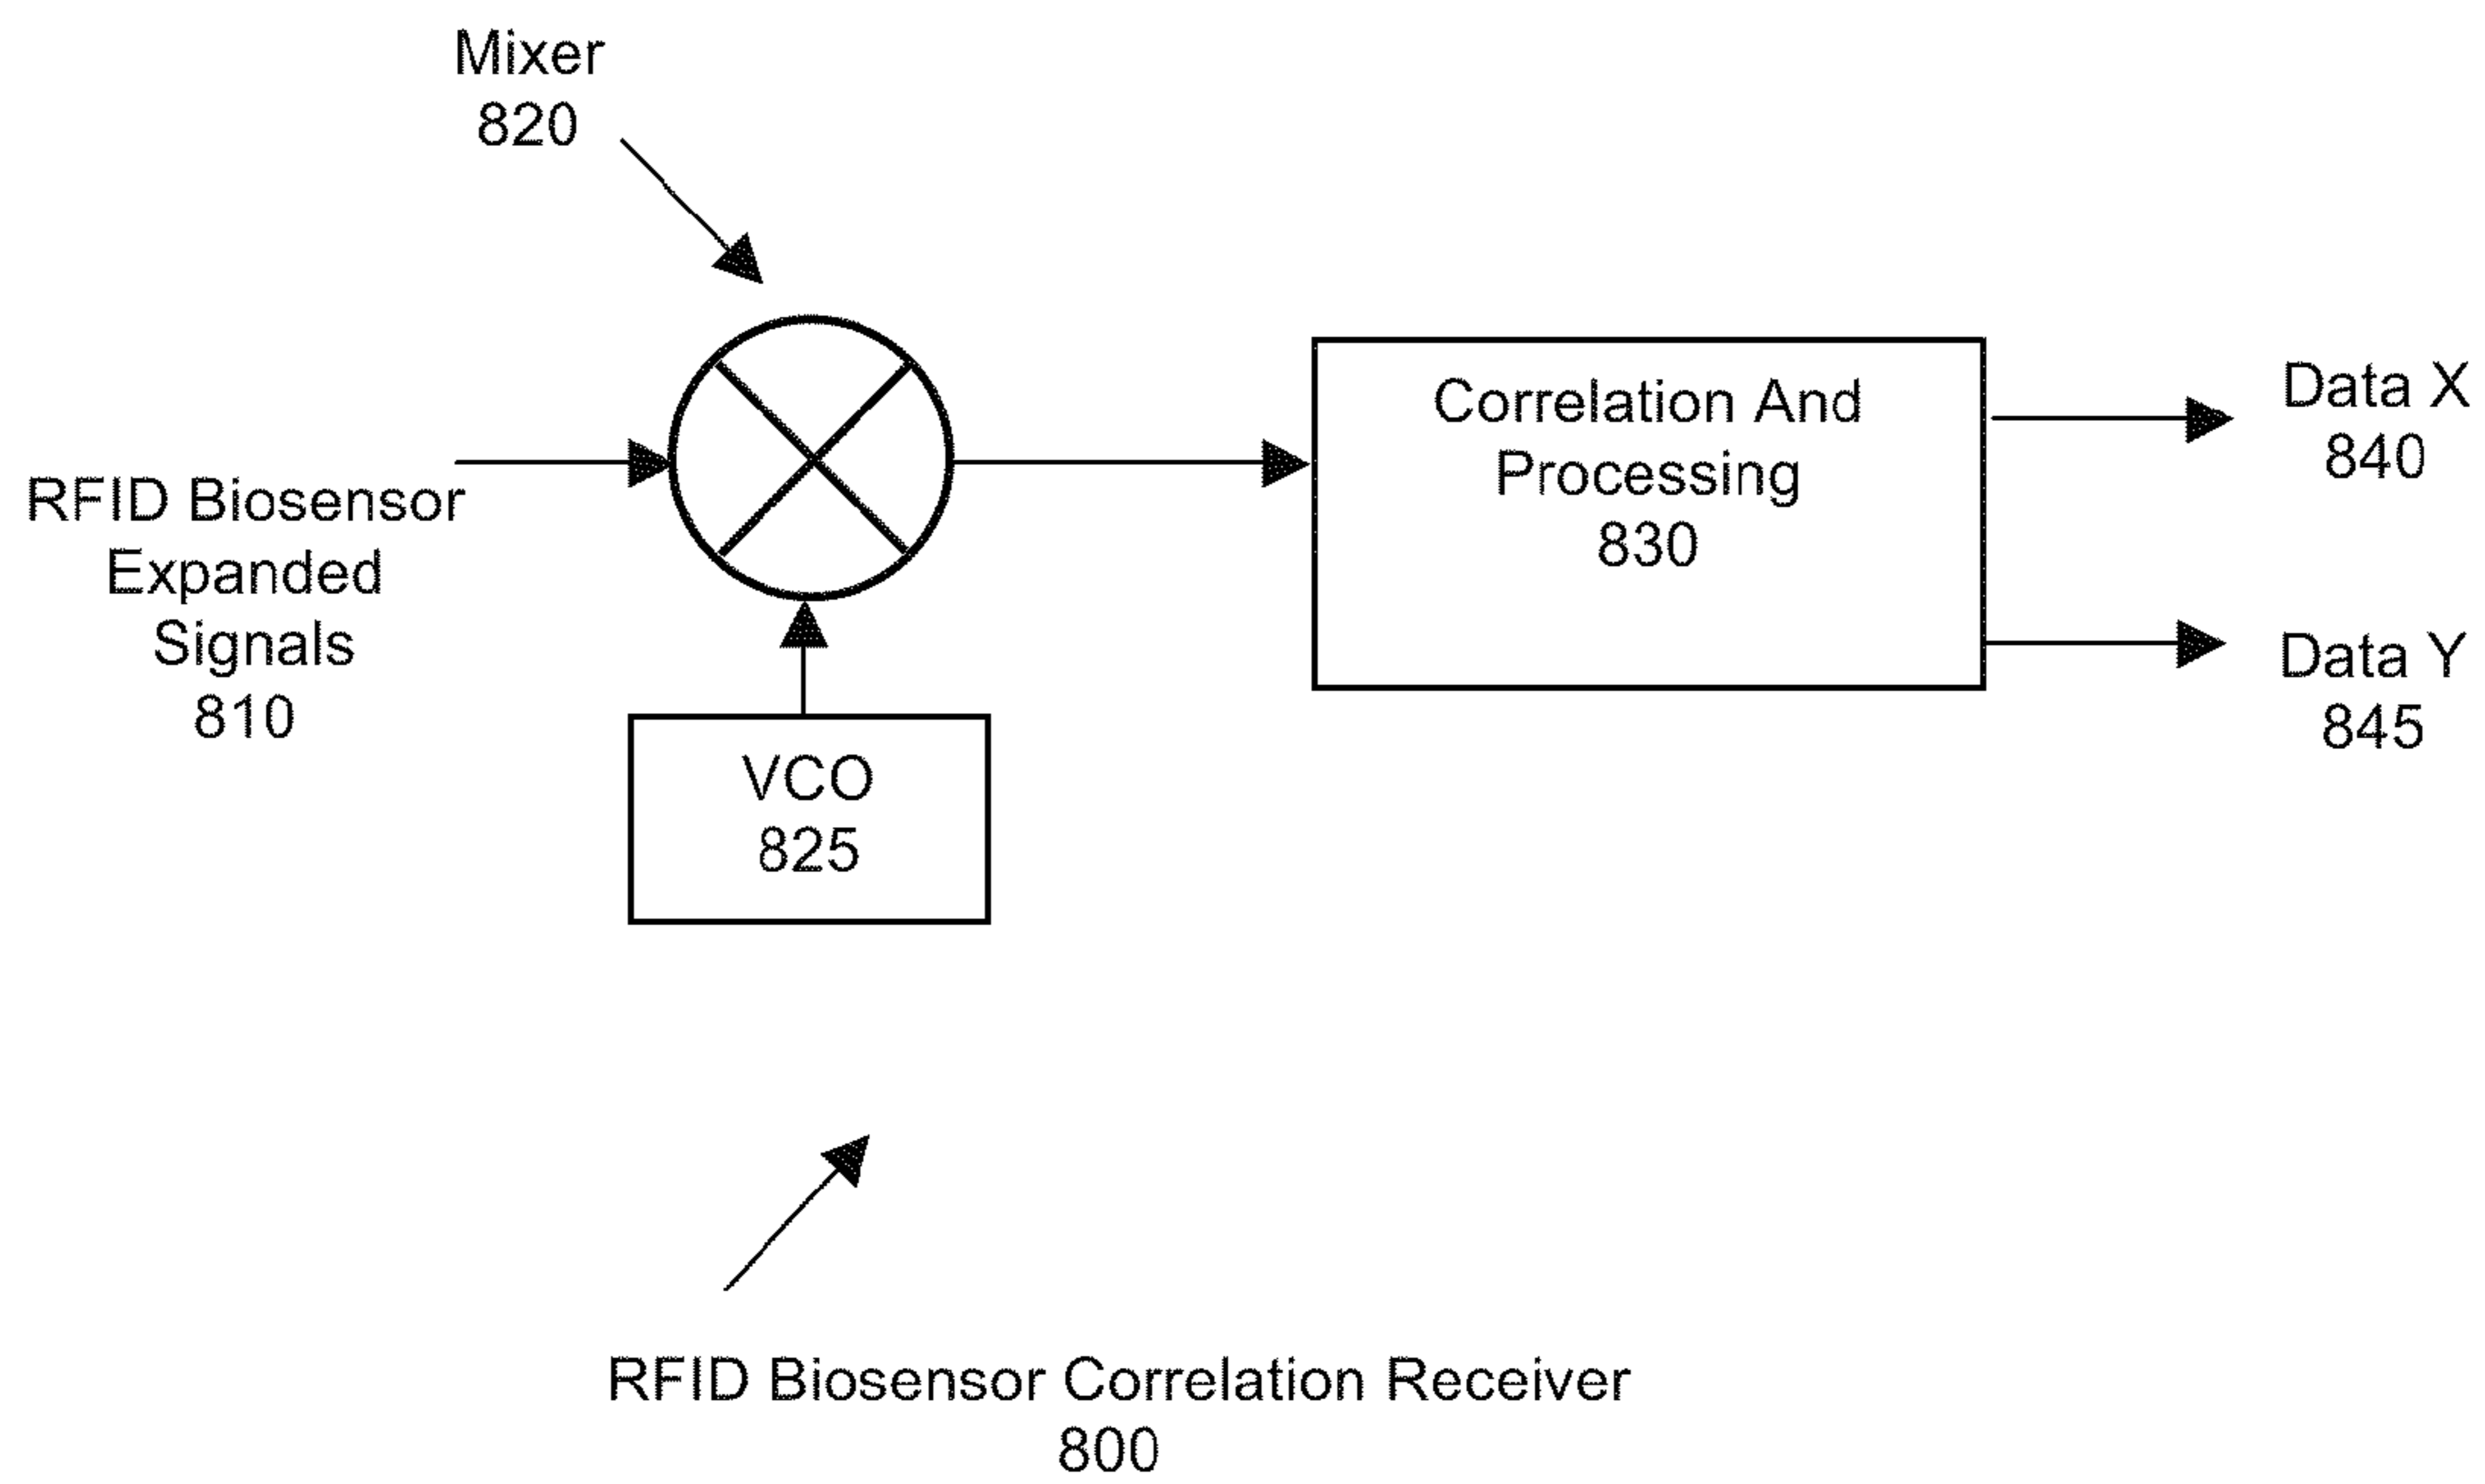 Mixer
820
RFID Biosensor
Expanded
Signals
810
VCO
825
Correlation And
Processing
830
Data X
840
Data Y
845
RFID Biosensor Correlation Receiver
800